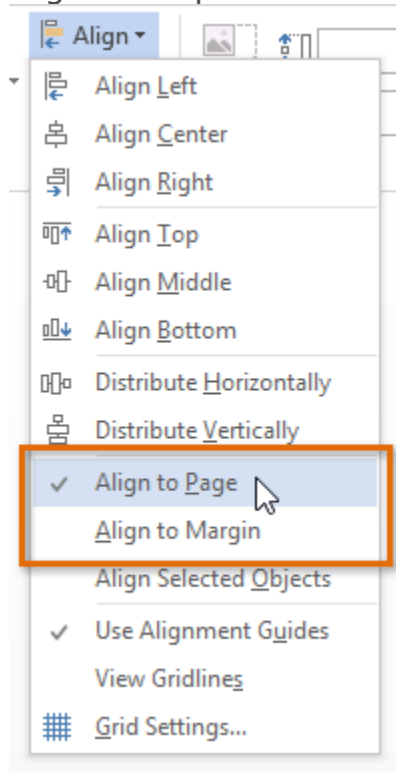 Align
Align Left
Align Center
Align Right
Align Top
Align Middle
Align Bottom
Distribute Horizontally
Distribute Vertically
Align to Page
Align to Margin
Align Selected Objects
Use Alignment Guides
View Gridlines
Grid Settings...